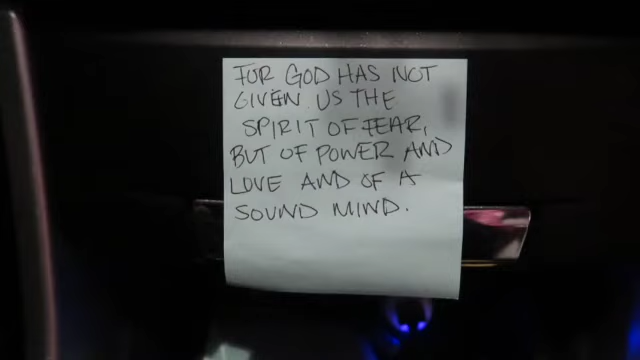 FOR GOD HAS NOT
GIVEN US THE
SPIRIT OF FEAR,
BUT OF POWER AND
LOVE AND OF A
SOUND MIND.